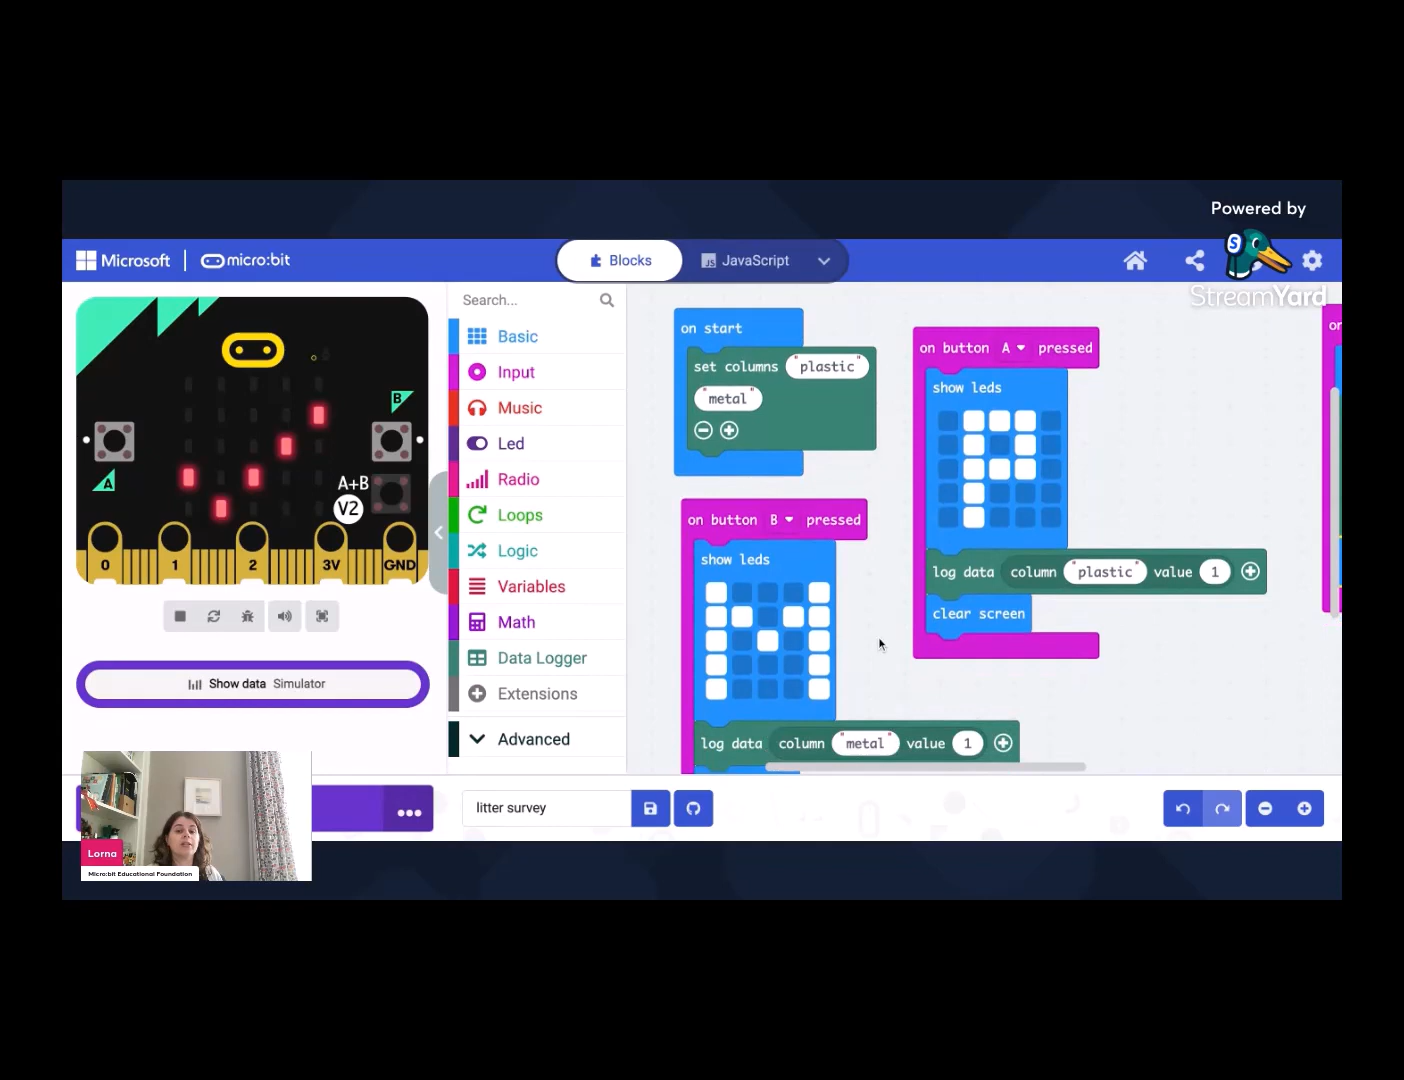 Powered by
StreamYard
Microsoft
micro:bit
Blocks
JavaScript
Search...
Basic
Input
Music
Led
Radio
Loops
Logic
Variables
Math
Data Logger
Extensions
Advanced
B
A
A+B
V2
0 1 2 3V GND
Show data Simulator
on start
set columns "plastic"
"metal"
on button A pressed
show leds
log data column "plastic" value 1
clear screen
on button B pressed
show leds
log data column "metal" value 1
or
Lorna
Micro:bit Educational Foundation
litter survey